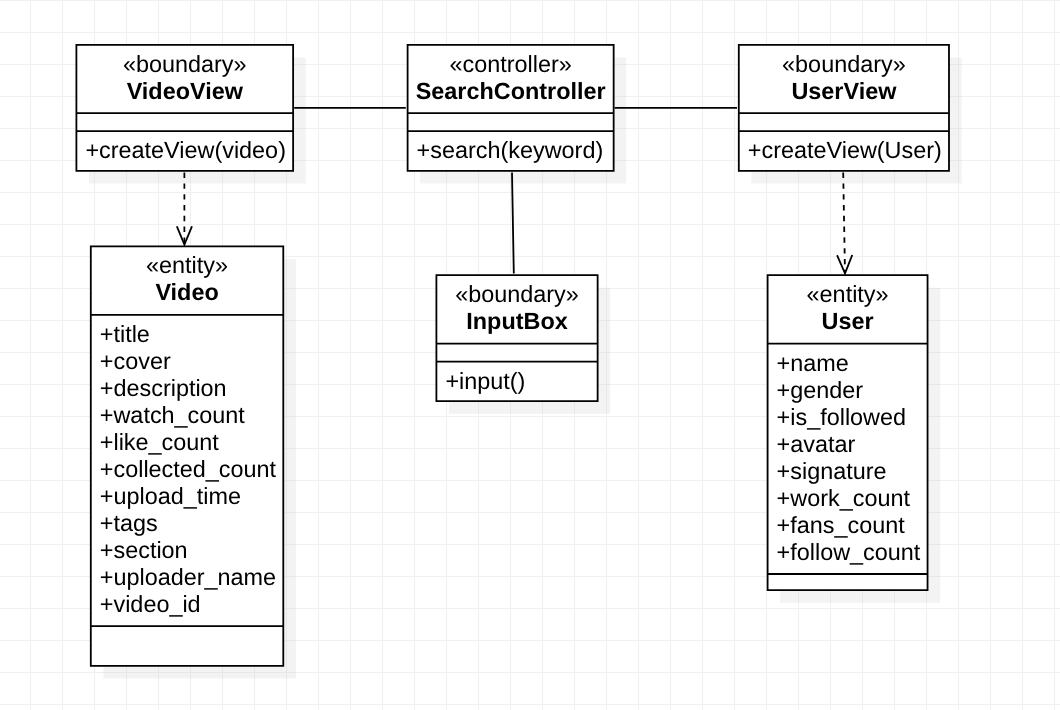 «boundary»
VideoView
+createView(video)
«controller»
SearchController
+search(keyword)
«boundary»
UserView
+createView(User)
«entity»
Video
+title
+cover
+description
+watch_count
+like_count
+collected_count
+upload_time
+tags
+section
+uploader_name
+video_id
«boundary»
InputBox
+input()
«entity»
User
+name
+gender
+is_followed
+avatar
+signature
+work_count
+fans_count
+follow_count